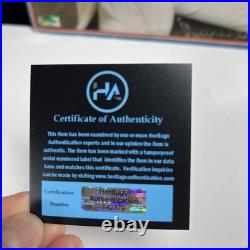 HA
Certificate of Authenticity
This item has been examined by one or more Heritage
Authentication experts and in our opinion the item is
authentic. The item has been marked with a tamperproof
serial numbered label that identifies the item in our data
base and matches this certificate. Verification inquiries
can be made by visiting www.heritageauthentication.com
Certification
Number
Heritage
Authentication